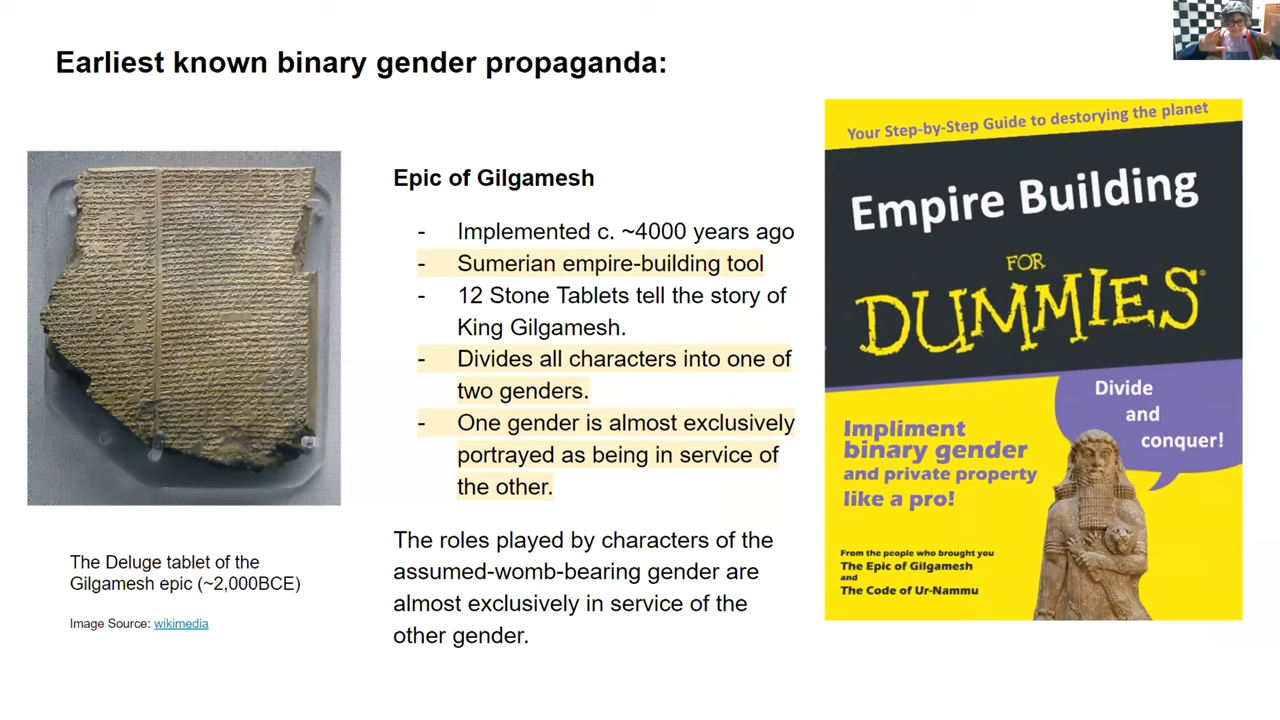 Earliest known binary gender propaganda:
Epic of Gilgamesh
- Implemented c. ~4000 years ago
- Sumerian empire-building tool
- 12 Stone Tablets tell the story of
King Gilgamesh.
- Divides all characters into one of
two genders.
- One gender is almost exclusively
portrayed as being in service of
the other.
The roles played by characters of the
assumed-womb-bearing gender are
almost exclusively in service of the
other gender.
The Deluge tablet of the
Gilgamesh epic (~2,000BCE)
Image Source: wikimedia
Your Step-by-Step Guide to destorying the planet
Empire Building
FOR
DUMMIES®
Divide
and
conquer!
Impliment
binary gender
and private property
like a pro!
From the people who brought you
The Epic of Gilgamesh
and
The Code of Ur-Nammu